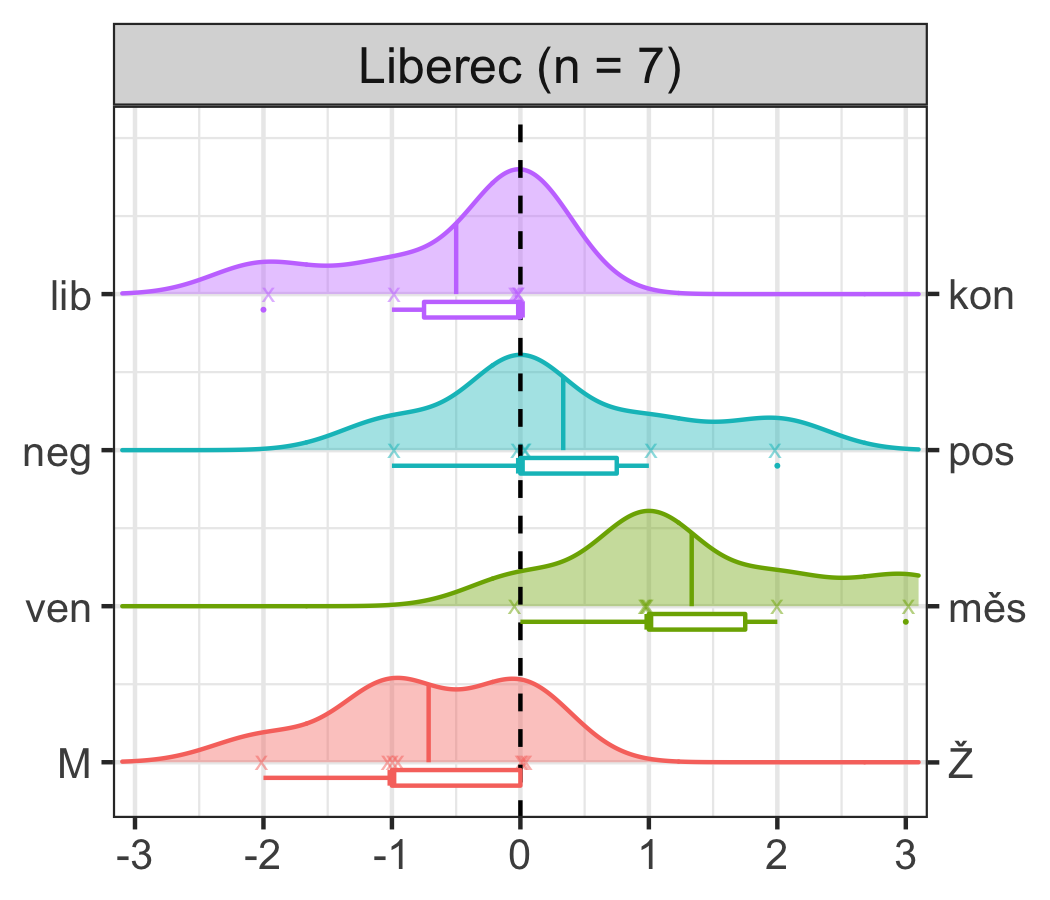 Liberec (n = 7)
lib kon
neg pos
ven měs
M Ž
-3 -2 -1 0 1 2 3